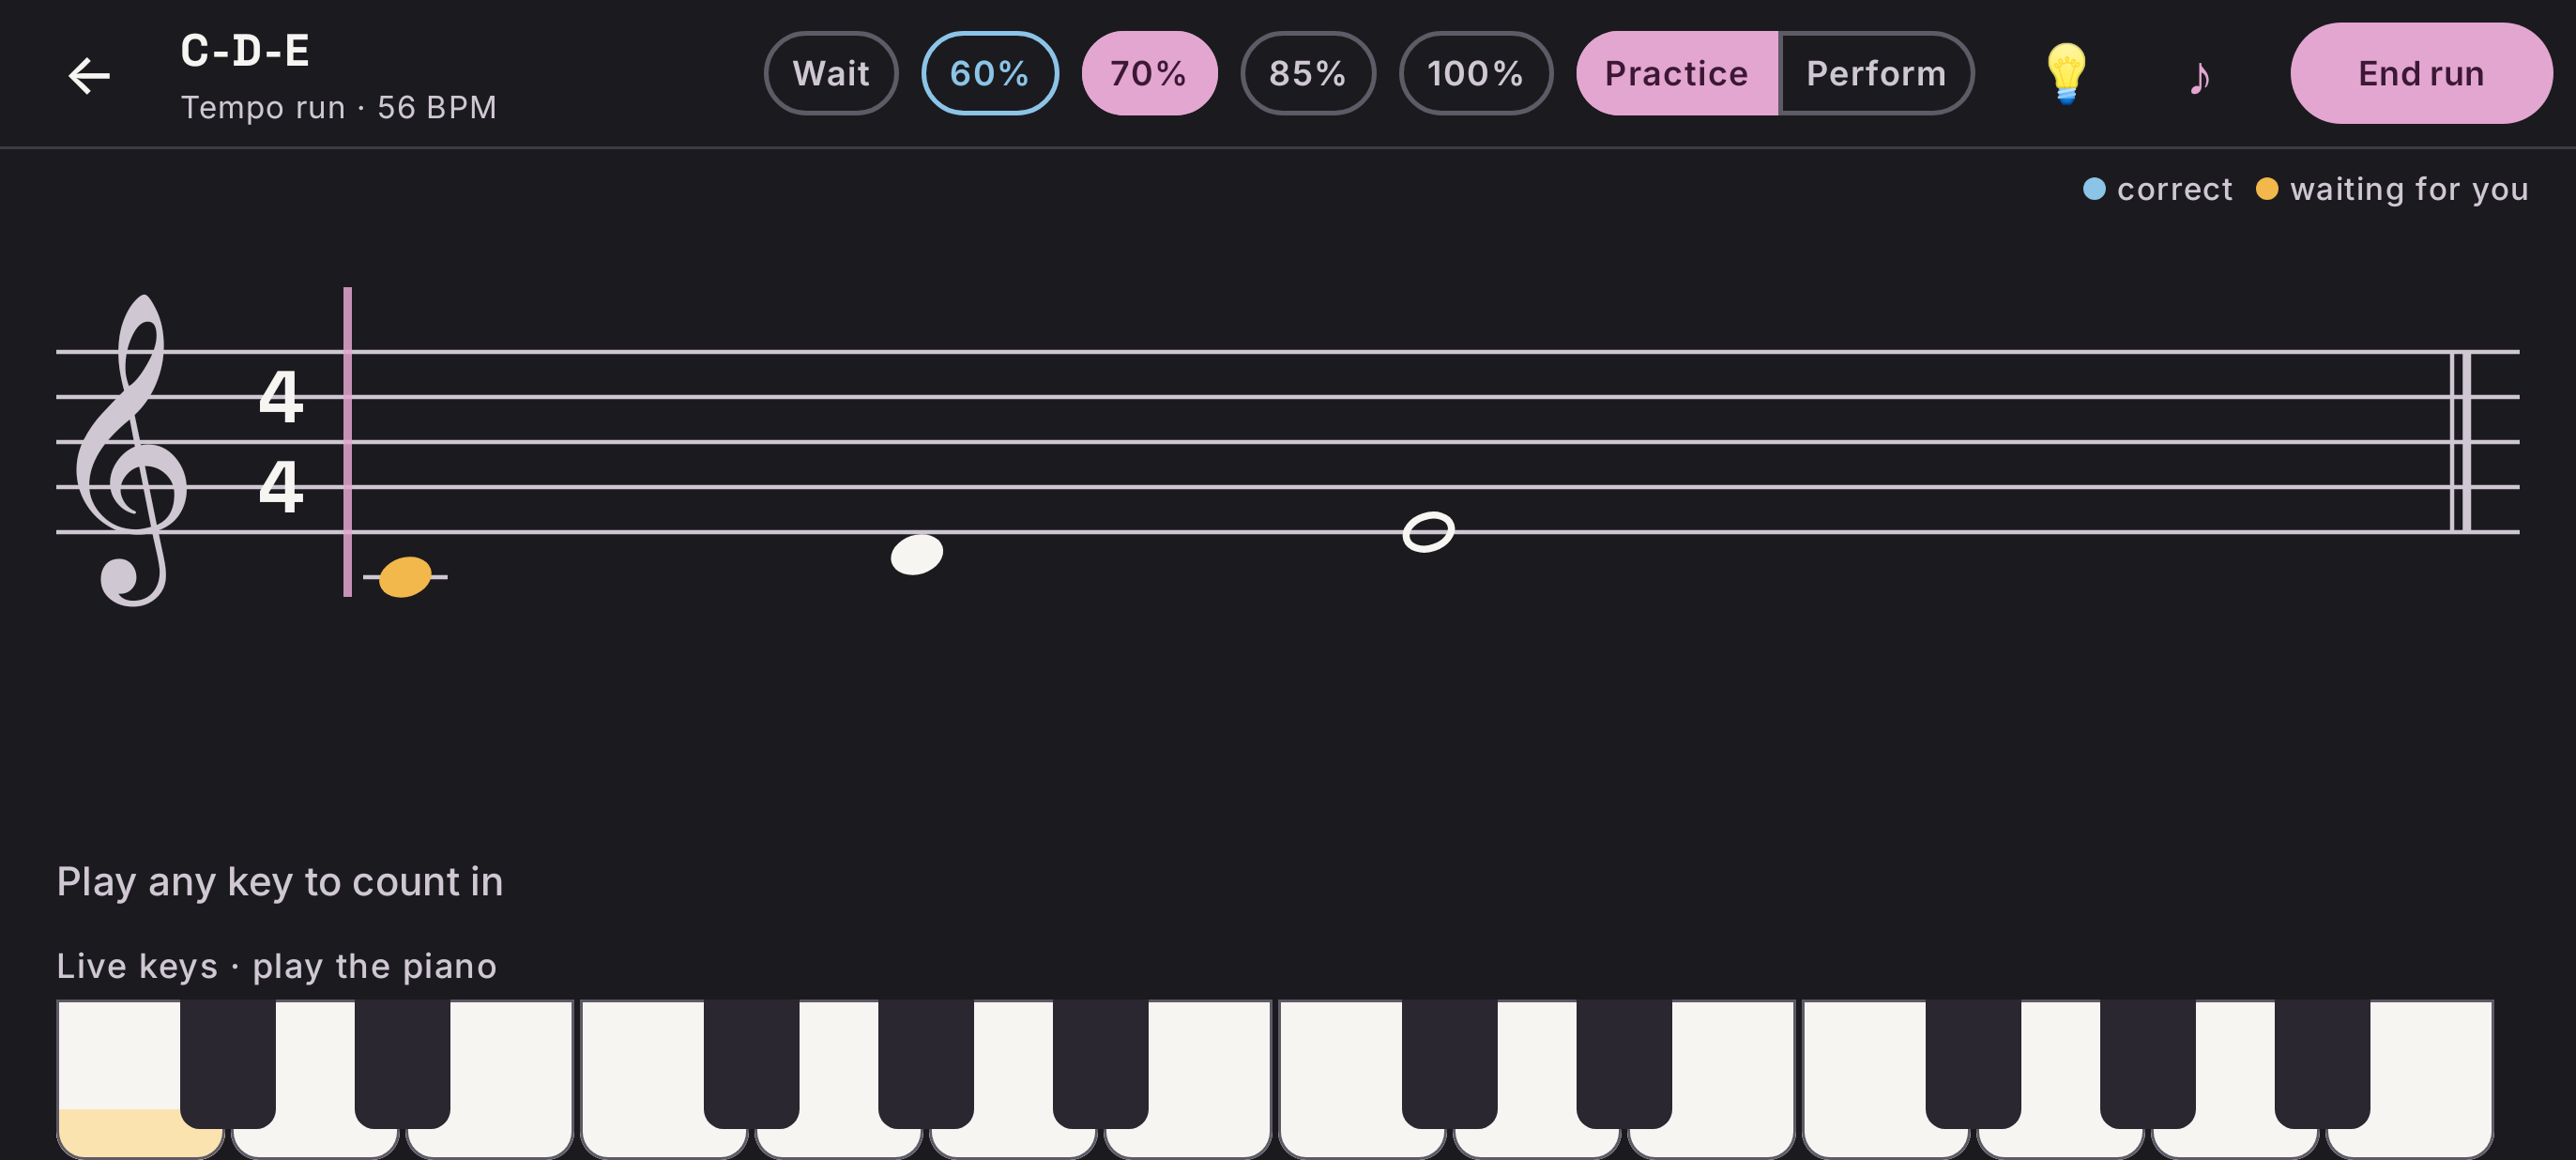 C-D-E
Tempo run · 56 BPM
Wait 60% 70% 85% 100% Practice Perform End run
correct waiting for you
4
4
Play any key to count in
Live keys · play the piano